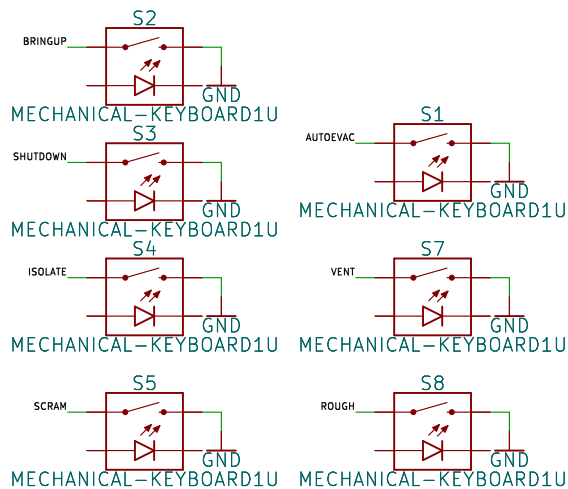 S2
BRINGUP
GND
MECHANICAL-KEYBOARD1U
S3
SHUTDOWN
GND
MECHANICAL-KEYBOARD1U
S4
ISOLATE
GND
MECHANICAL-KEYBOARD1U
S5
SCRAM
GND
MECHANICAL-KEYBOARD1U
S1
AUTOEVAC
GND
MECHANICAL-KEYBOARD1U
S7
VENT
GND
MECHANICAL-KEYBOARD1U
S8
ROUGH
GND
MECHANICAL-KEYBOARD1U